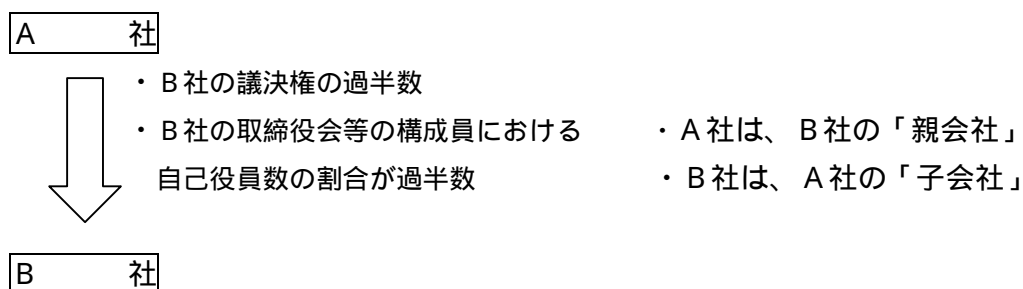 A 社
・B社の議決権の過半数
・B社の取締役会等の構成員における ・A社は、B社の「親会社」
自己役員数の割合が過半数 ・B社は、A社の「子会社」
B 社